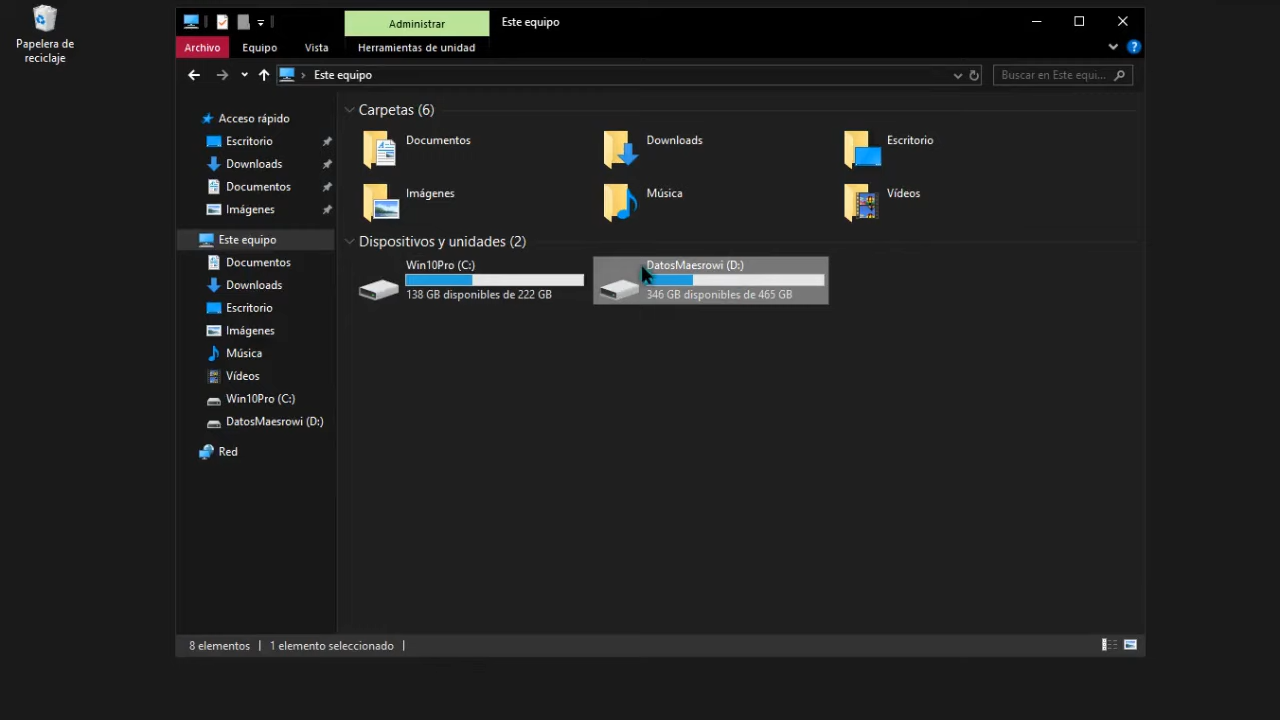 Papelera de
reciclaje
Administrar
Este equipo
Archivo
Equipo
Vista
Herramientas de unidad
Este equipo
Buscar en Este equi...
Acceso rápido
Escritorio
Downloads
Documentos
Imágenes
Este equipo
Documentos
Downloads
Escritorio
Imágenes
Música
Vídeos
Win10Pro (C:)
DatosMaesrowi (D:)
Red
Carpetas (6)
Documentos
Downloads
Escritorio
Imágenes
Música
Vídeos
Dispositivos y unidades (2)
Win10Pro (C:)
138 GB disponibles de 222 GB
DatosMaesrowi (D:)
346 GB disponibles de 465 GB
8 elementos
1 elemento seleccionado